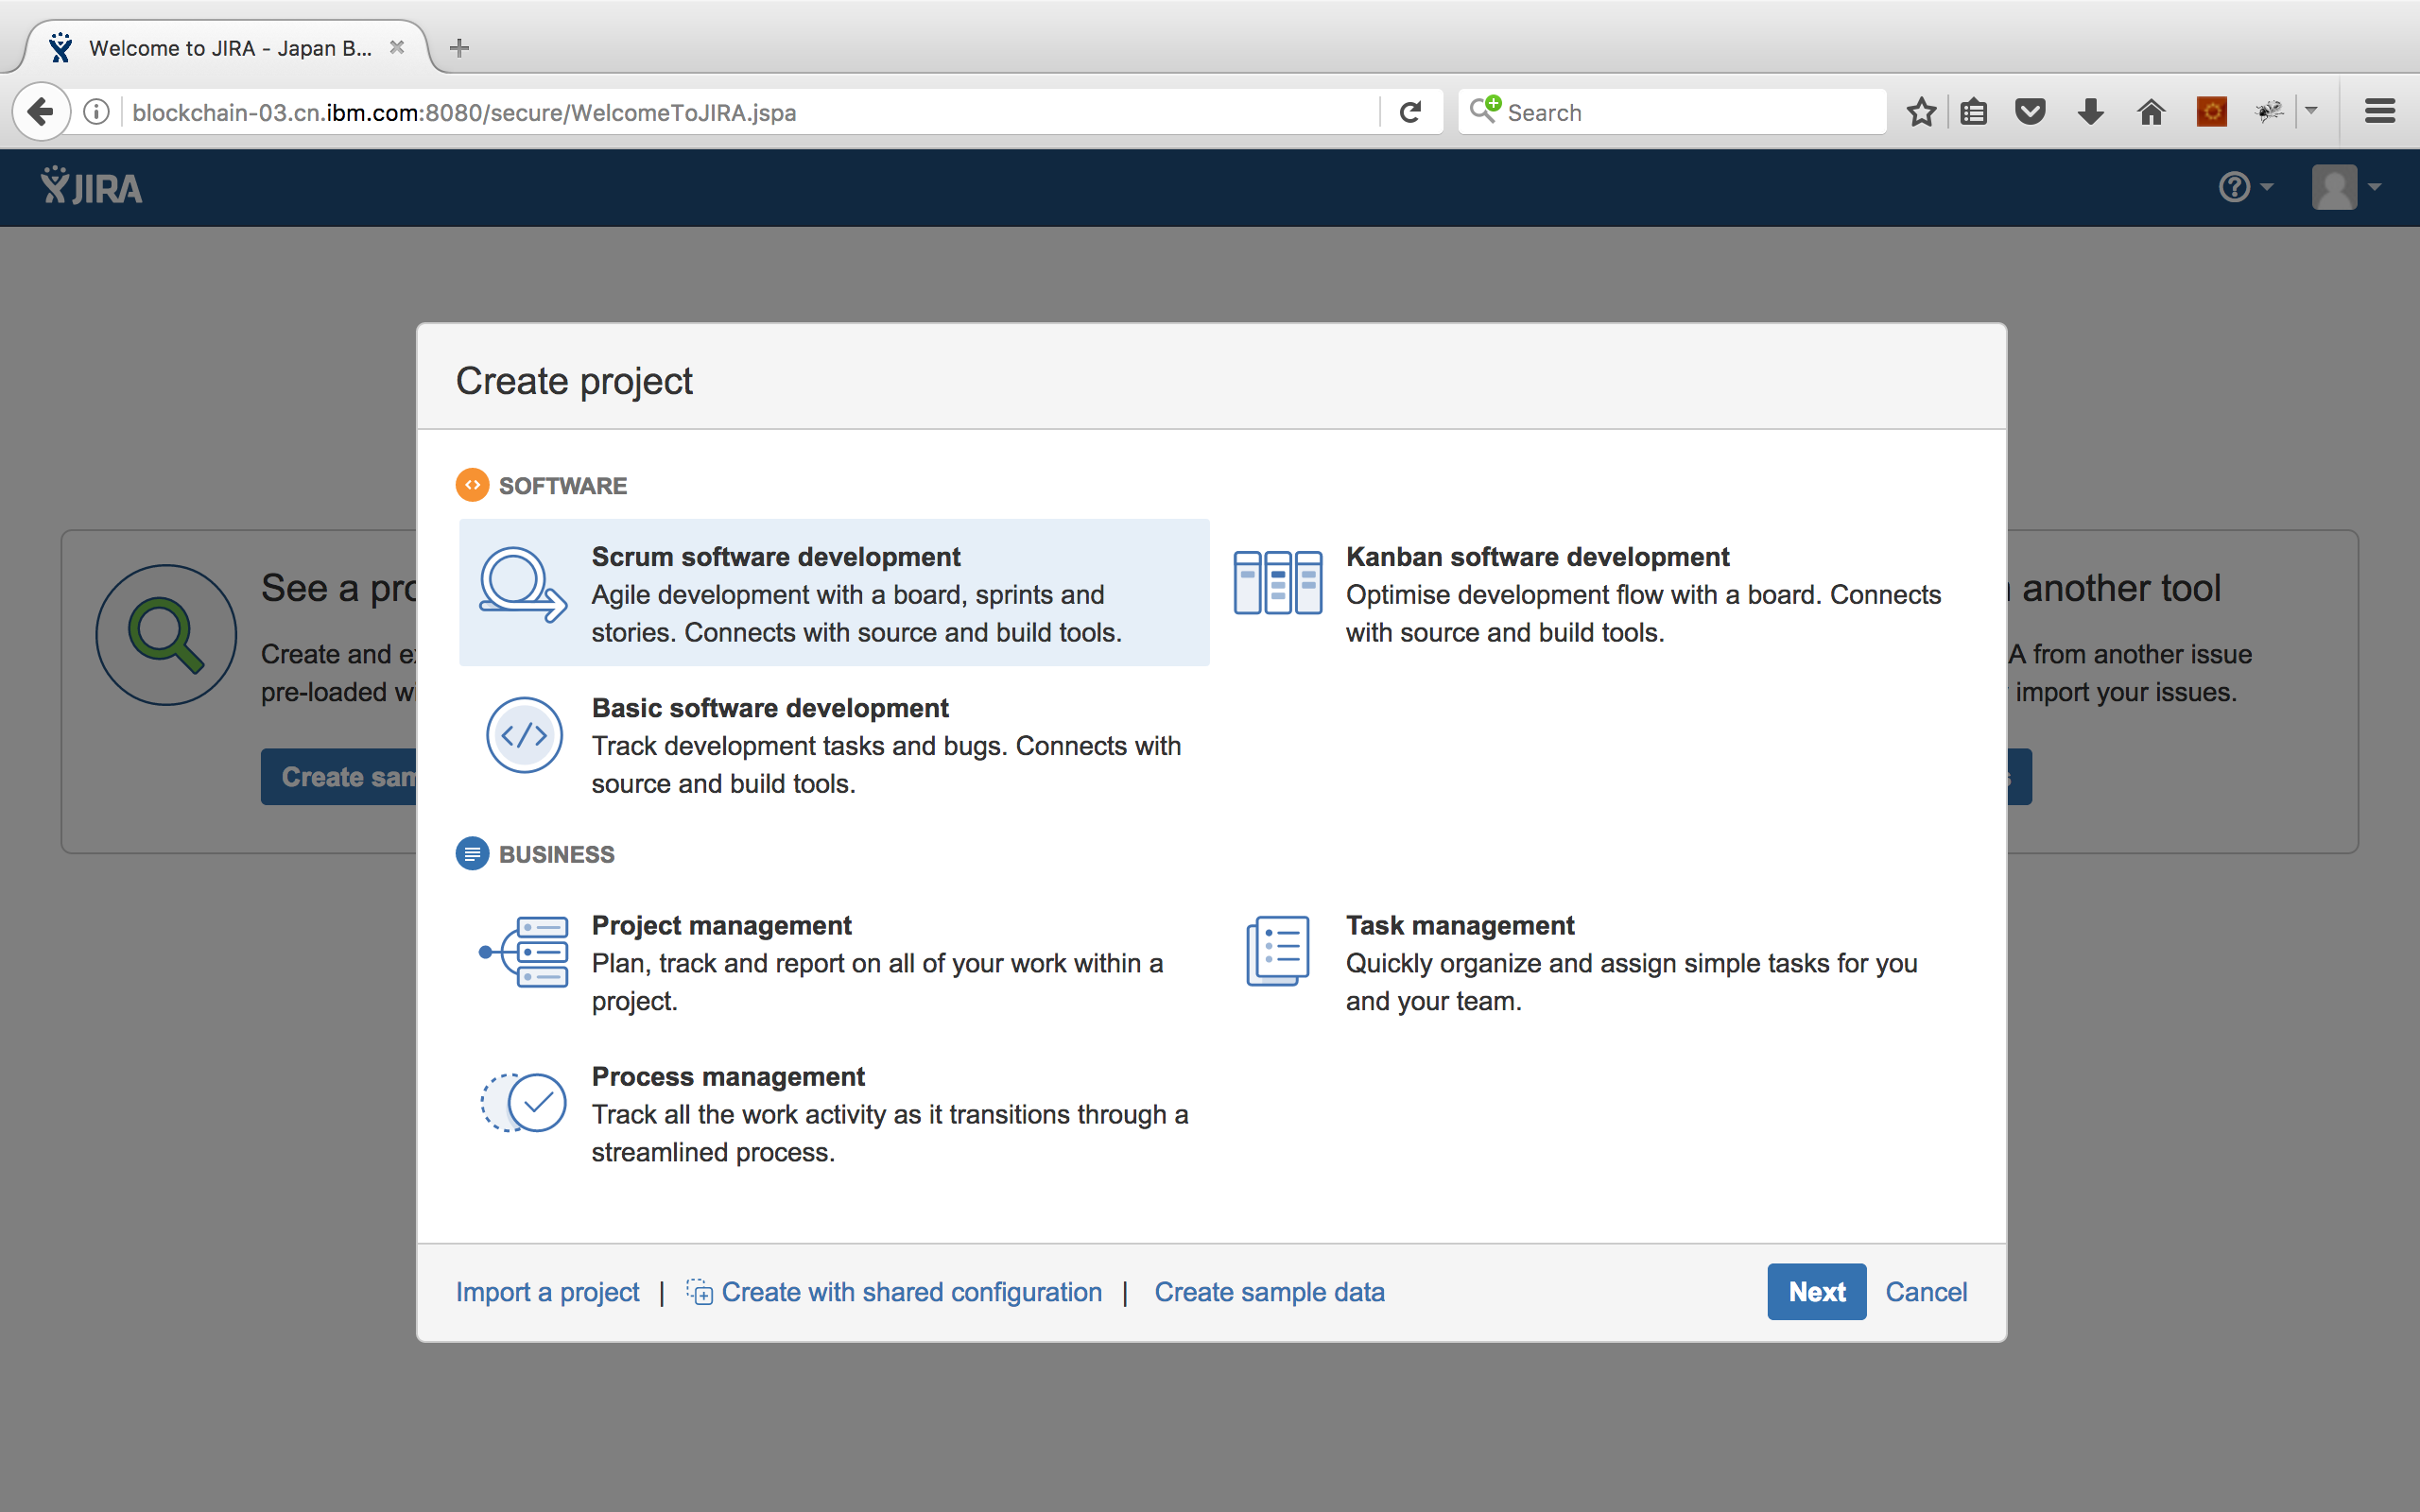 Welcome to JIRA - Japan B...
blockchain-03.cn.ibm.com:8080/secure/WelcomeToJIRA.jspa
Search
JIRA
Create project
SOFTWARE
Scrum software development
Agile development with a board, sprints and
stories. Connects with source and build tools.
Kanban software development
Optimise development flow with a board. Connects
with source and build tools.
Basic software development
Track development tasks and bugs. Connects with
source and build tools.
BUSINESS
Project management
Plan, track and report on all of your work within a
project.
Task management
Quickly organize and assign simple tasks for you
and your team.
Process management
Track all the work activity as it transitions through a
streamlined process.
Import a project | Create with shared configuration | Create sample data
Next Cancel
See a pro
Create and e
pre-loaded w
Create sam
another tool
A from another issue
import your issues.